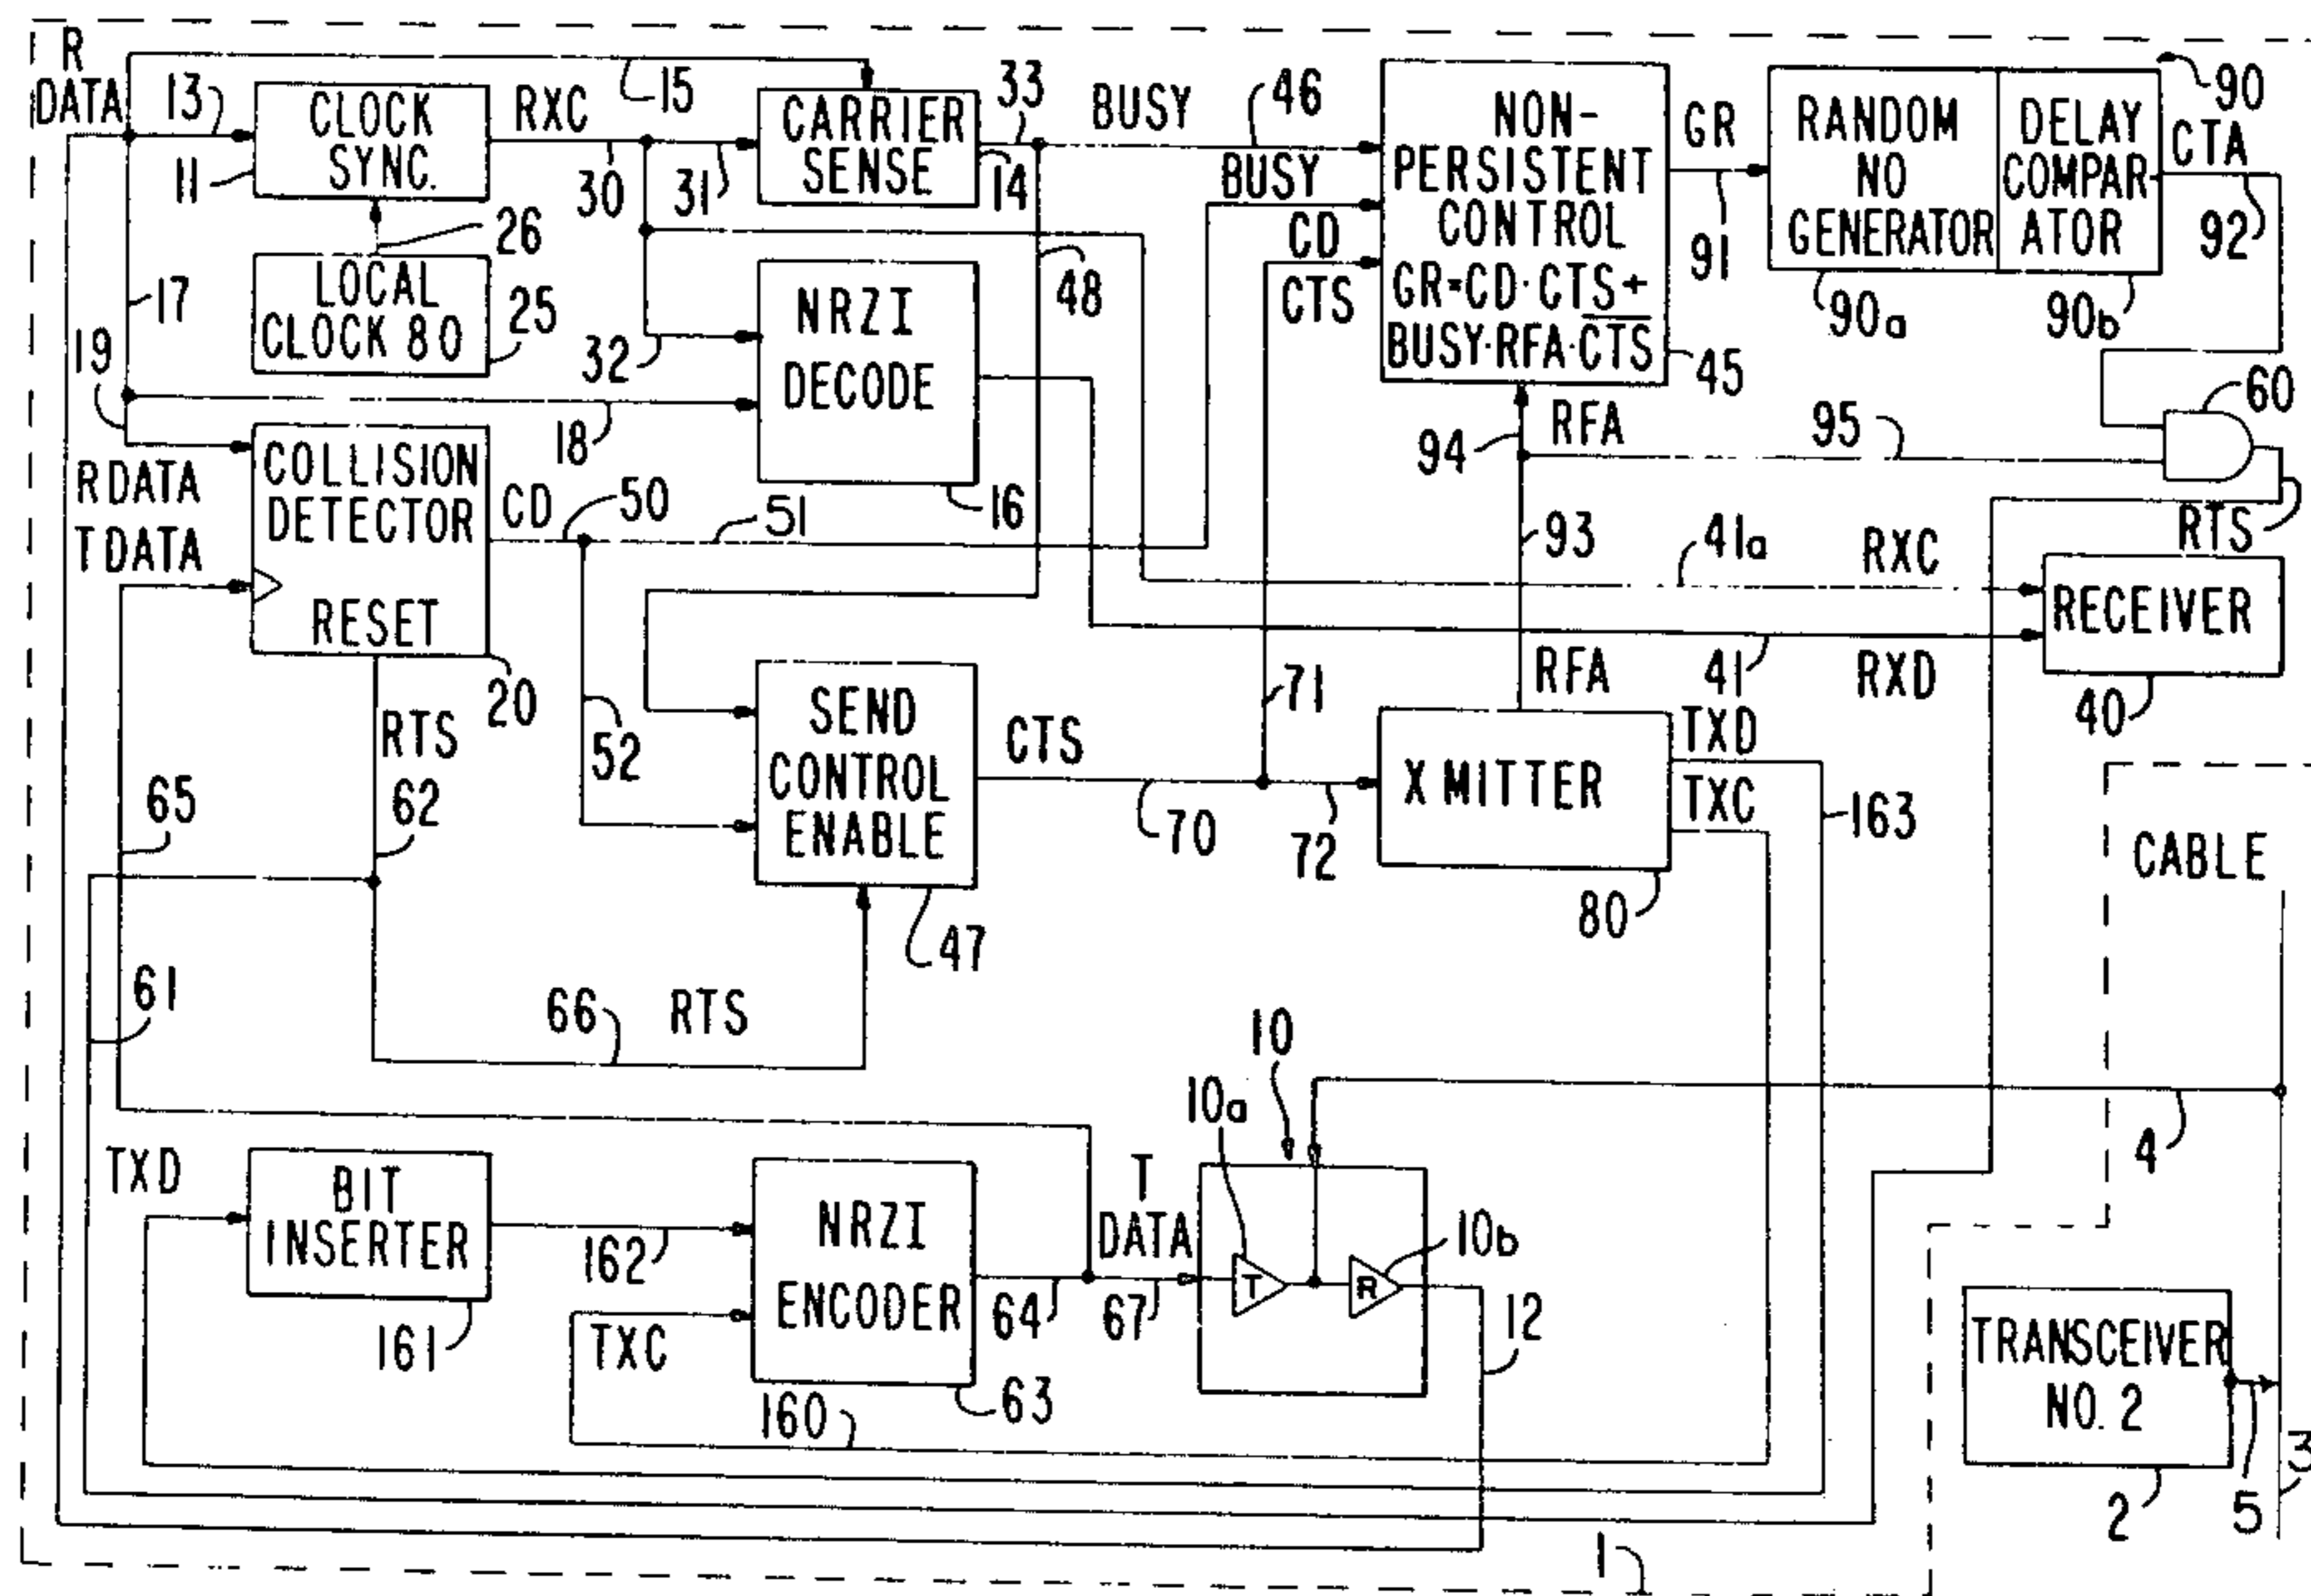 R
DATA
13
15
CLOCK
SYNC.
11
RXC
30
31
CARRIER
SENSE
33
14
BUSY
46
BUSY
CD
CTS
NON-
PERSISTENT
CONTROL
GR=CD·CTS+
BUSY·RFA·C̅T̅S̅
45
GR
91
RANDOM
NO
GENERATOR
90a
DELAY
COMPAR-
ATOR
90b
90
CTA
92
26
LOCAL
CLOCK 80
25
17
19
32
NRZI
DECODE
16
48
18
94
RFA
95
60
RTS
RDATA
TDATA
COLLISION
DETECTOR
RESET
20
CD
50
51
52
93
41a
RXC
RECEIVER
40
41
RXD
RFA
71
RTS
62
65
SEND
CONTROL
ENABLE
47
CTS
70
72
XMITTER
80
TXD
TXC
163
CABLE
61
66
RTS
10
10a
4
TXD
BIT
INSERTER
161
162
NRZI
ENCODER
63
TXC
160
64
T
DATA
67
T
R
10b
12
TRANSCEIVER
NO. 2
2
5
3
1